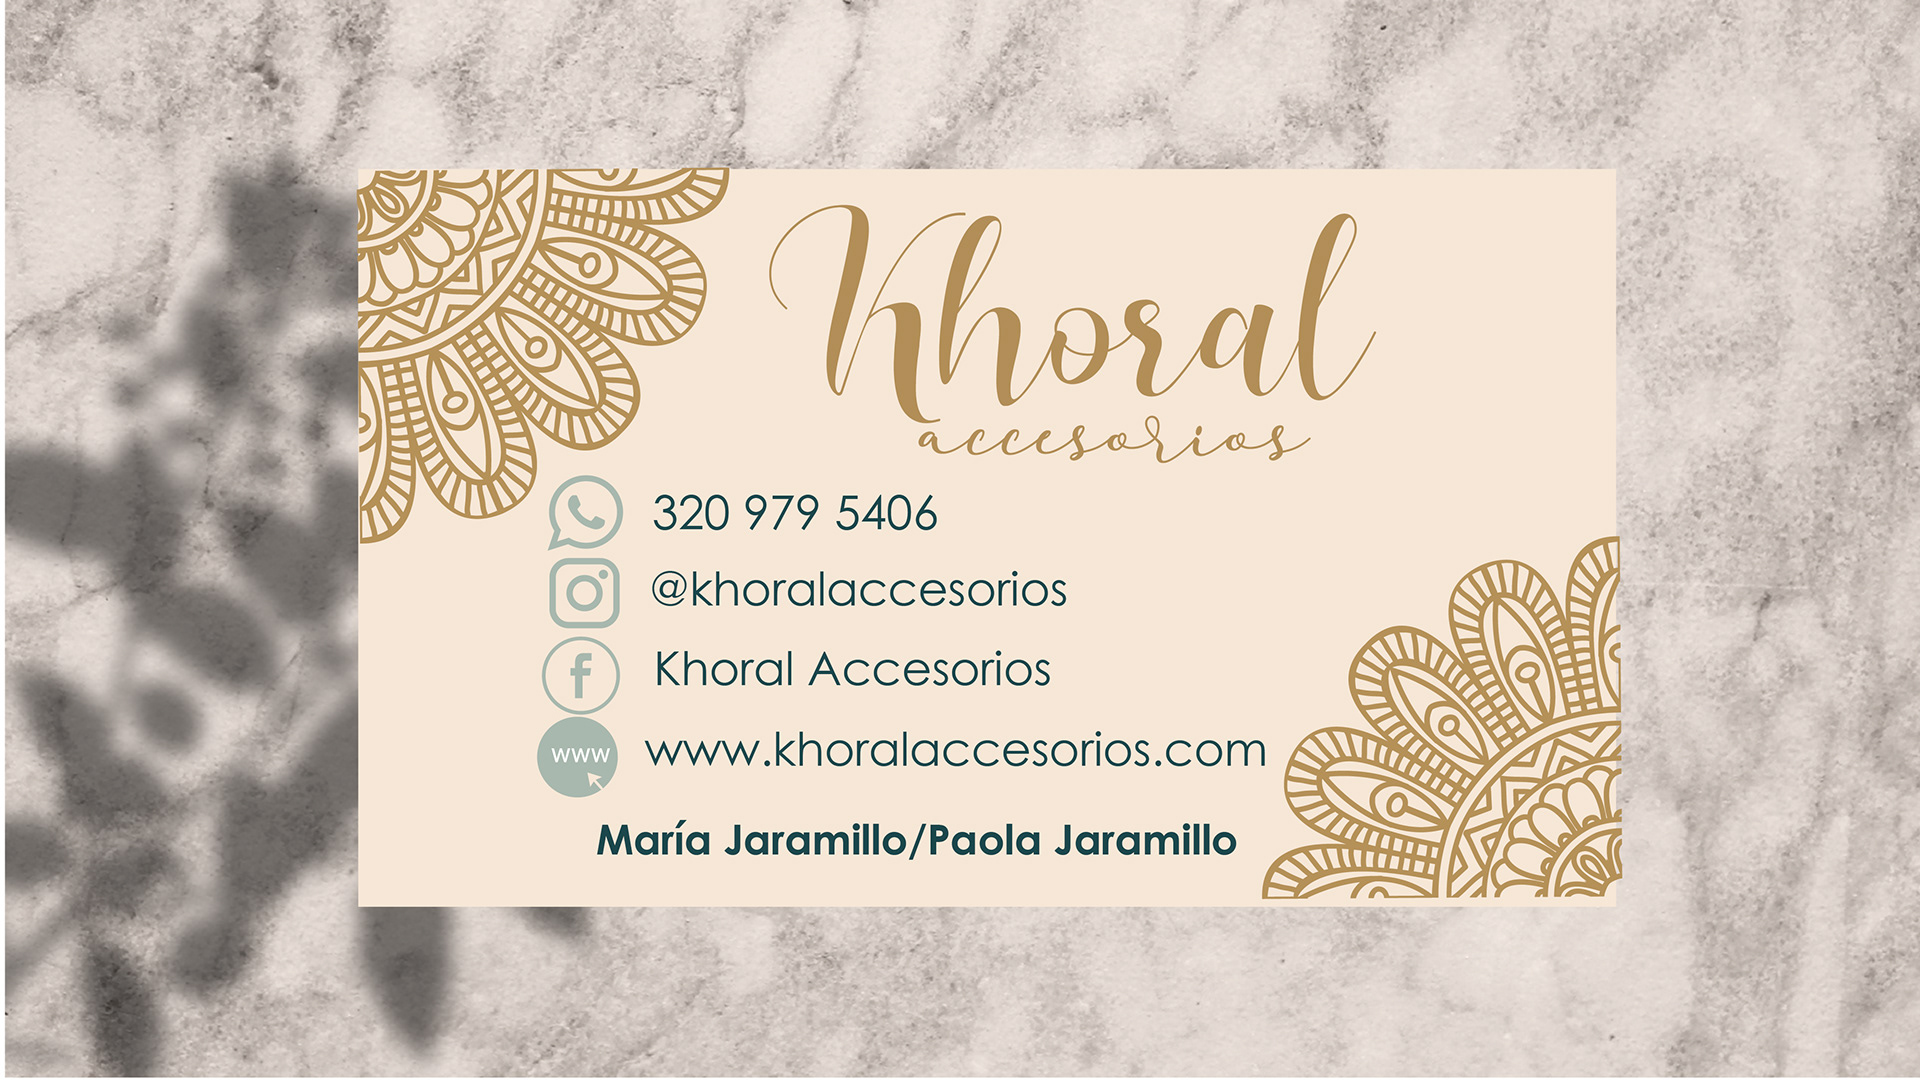 Khoral
accesorios
320 979 5406
@khoralaccesorios
Khoral Accesorios
www www.khoralaccesorios.com
María Jaramillo/Paola Jaramillo